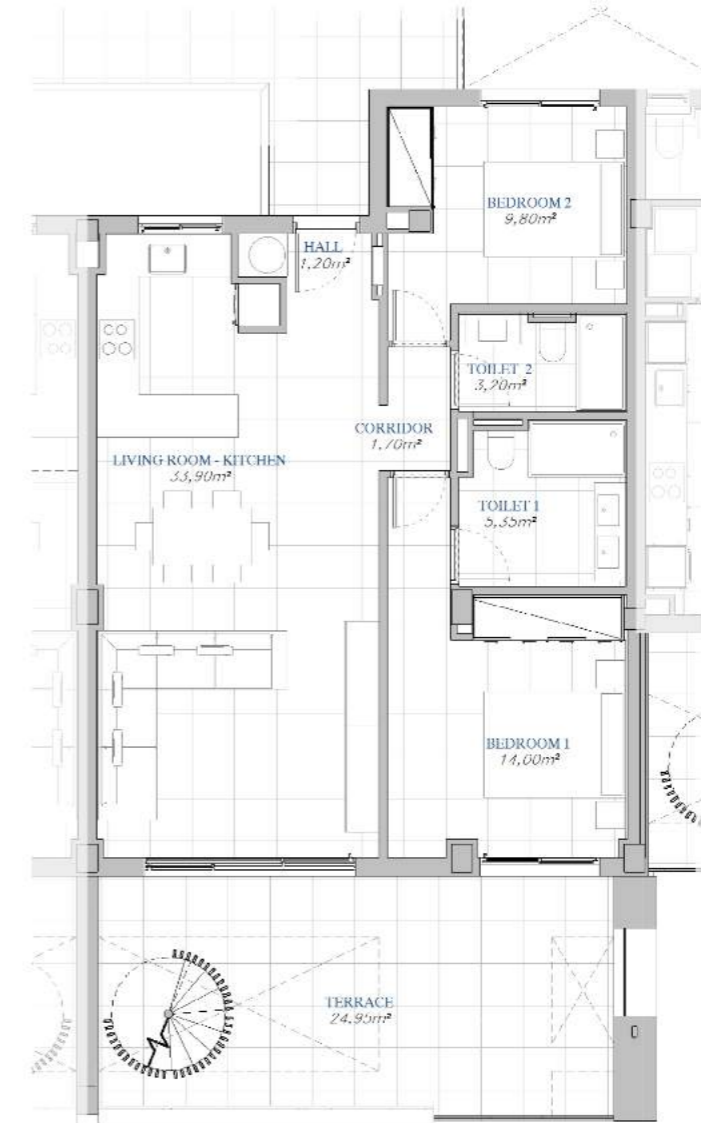 BEDROOM 2
9,80m²
HALL
1,20m²
TOILET 2
3,20m²
CORRIDOR
1,70m²
LIVING ROOM - KITCHEN
33,90m²
TOILET 1
5,35m²
BEDROOM 1
14,00m²
TERRACE
24,95m²